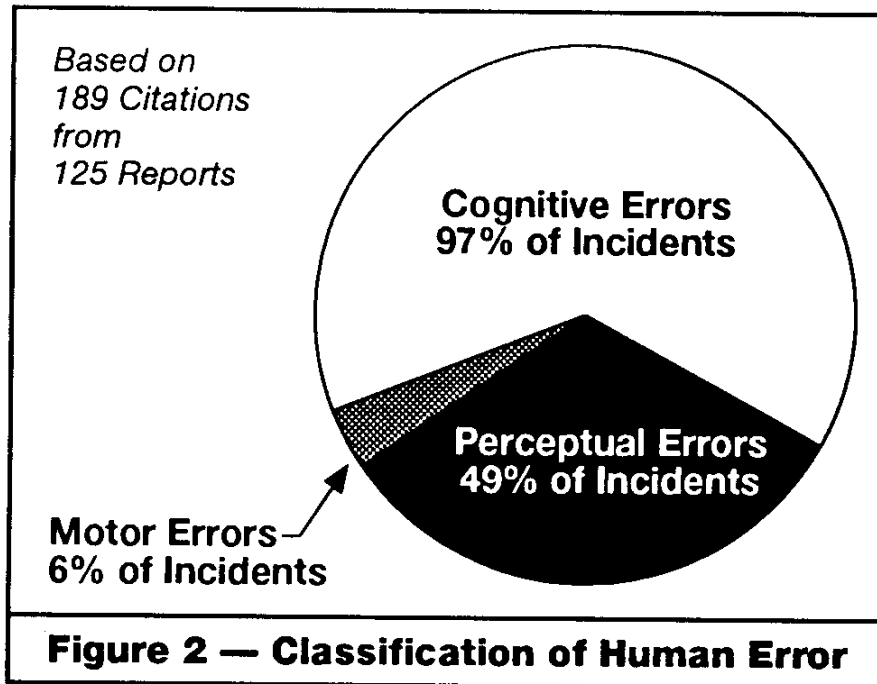 Based on
189 Citations
from
125 Reports
Cognitive Errors
97% of Incidents
Perceptual Errors
49% of Incidents
Motor Errors
6% of Incidents
Figure 2 — Classification of Human Error